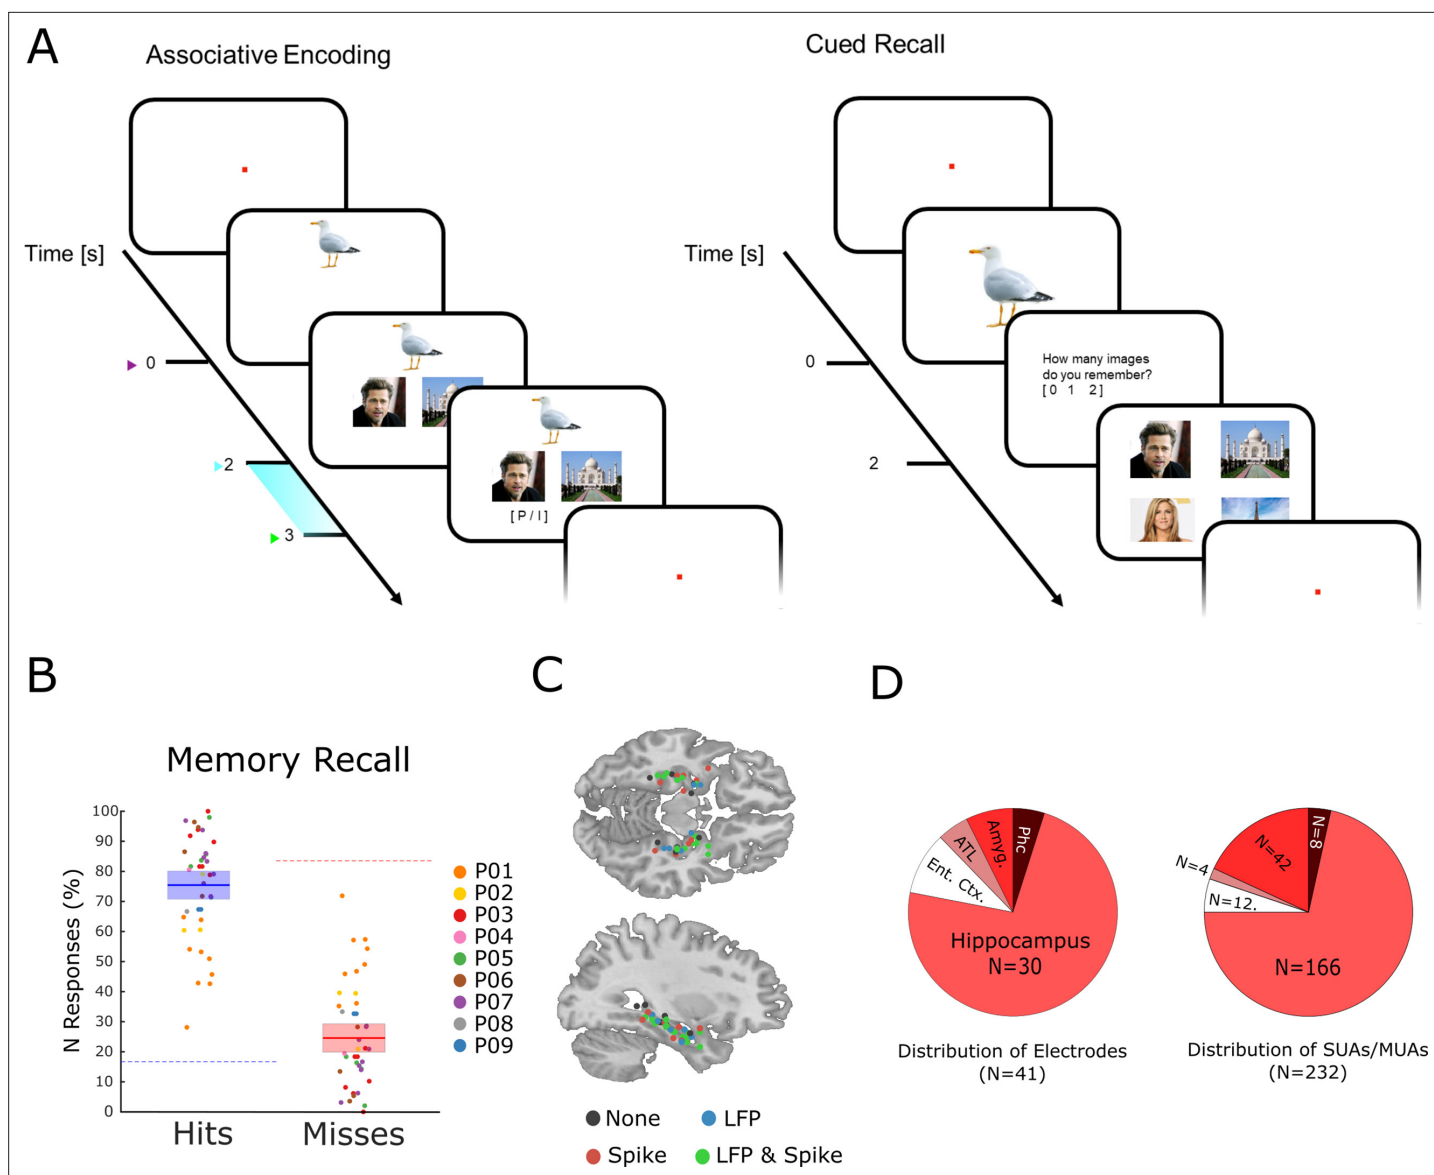 A
Associative Encoding
Time [s]
0
2
3
[ P / I ]
Cued Recall
Time [s]
0
2
How many images
do you remember?
[ 0 1 2]
B
Memory Recall
N Responses (%)
100
90
80
70
60
50
40
30
20
10
0
Hits
Misses
P01
P02
P03
P04
P05
P06
P07
P08
P09
C
None
LFP
Spike
LFP & Spike
D
Phc
Amyg.
ATL
Ent. Ctx.
Hippocampus
N=30
Distribution of Electrodes
(N=41)
N=8
N=42
N=4
N=12.
N=166
Distribution of SUAs/MUAs
(N=232)